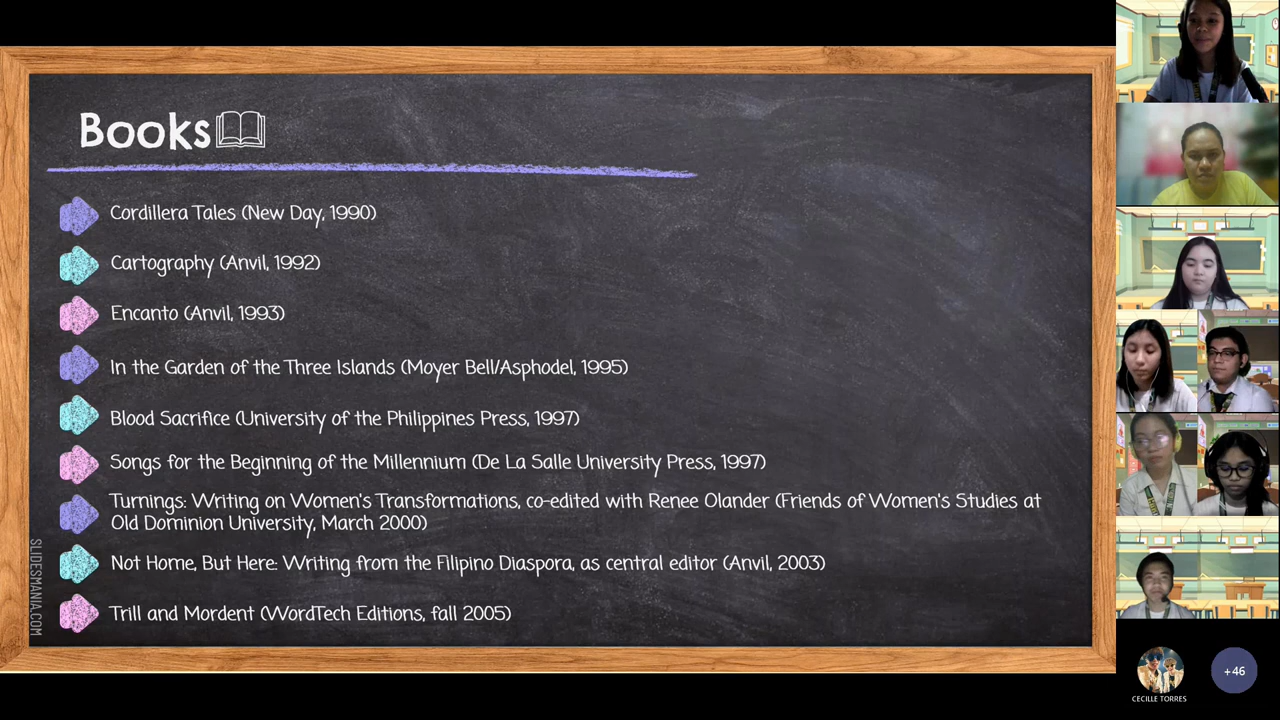 Books
Cordillera Tales (New Day, 1990)
Cartography (Anvil, 1992)
Encanto (Anvil, 1993)
In the Garden of the Three Islands (Moyer Bell/Asphodel, 1995)
Blood Sacrifice (University of the Philippines Press, 1997)
Songs for the Beginning of the Millennium (De La Salle University Press, 1997)
Turnings: Writing on Women's Transformations, co-edited with Renee Olander (Friends of Women's Studies at
Old Dominion University, March 2000)
Not Home, But Here: Writing from the Filipino Diaspora, as central editor (Anvil, 2003)
Trill and Mordent (WordTech Editions, fall 2005)
SLIDESMANIA.COM
CECILLE TORRES
+46